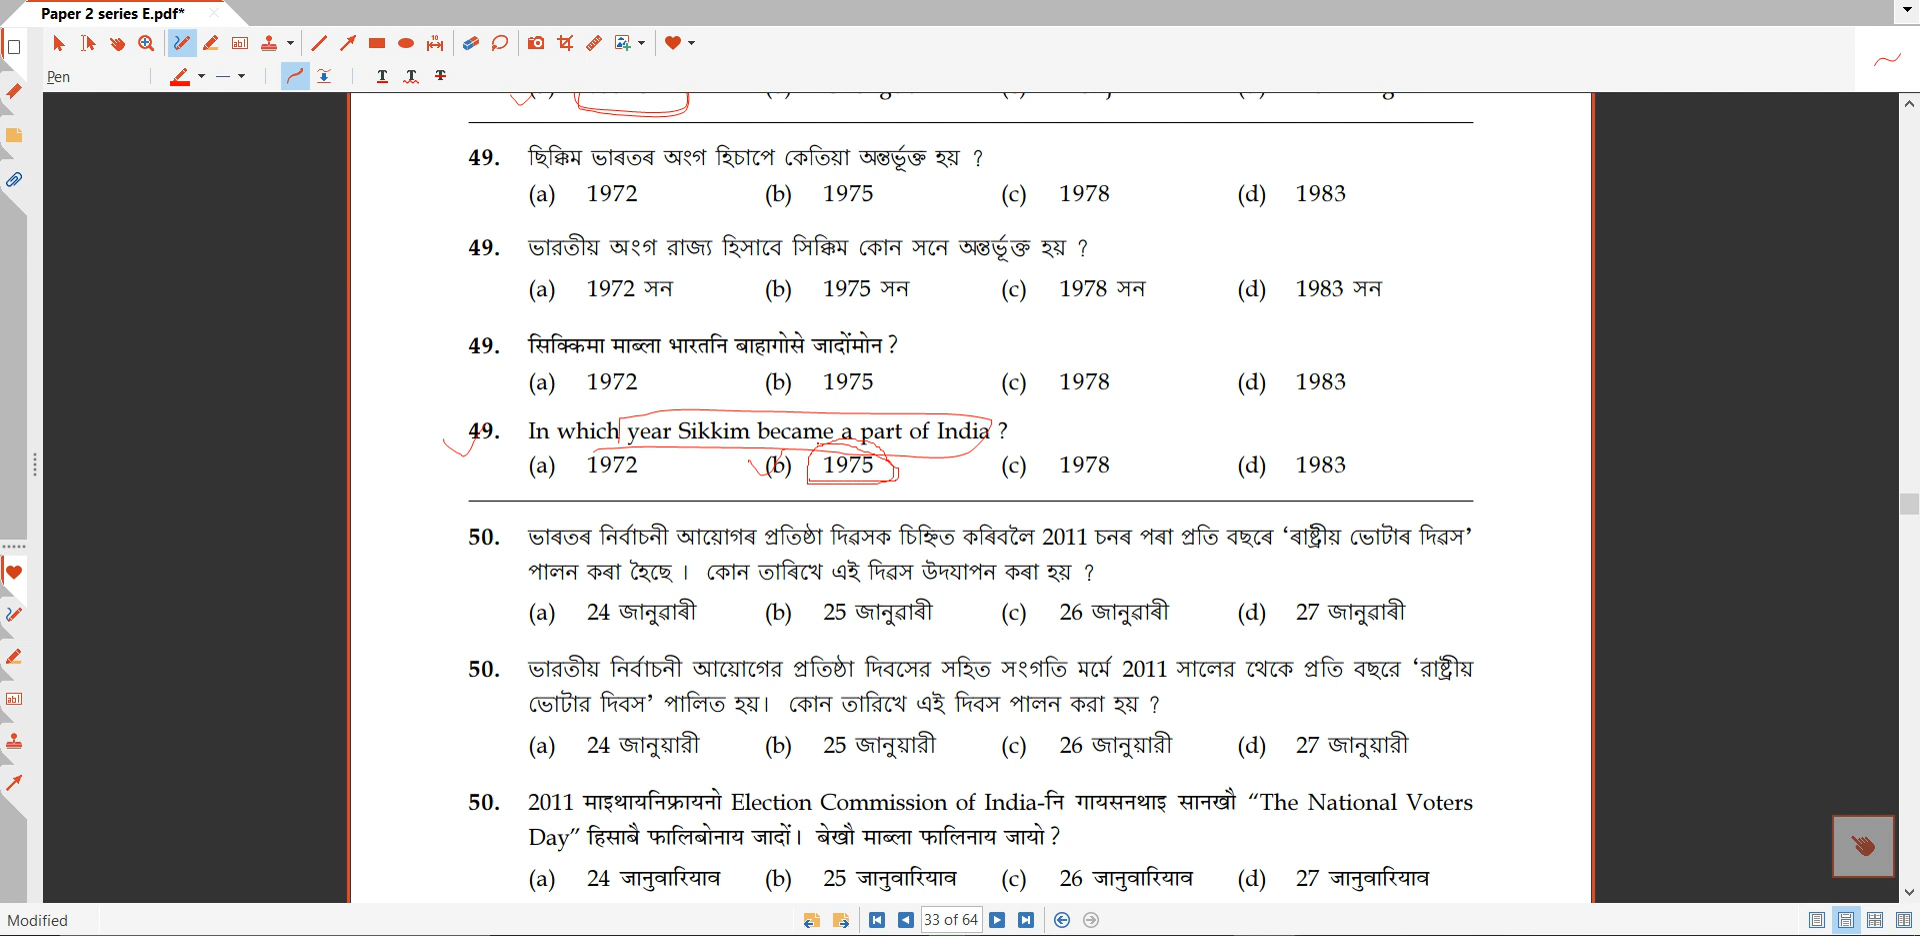 Paper 2 series E.pdf*
Pen
49. ছিক্কিম ভাৰতৰ অংগ হিচাপে কেতিয়া অন্তৰ্ভূক্ত হয় ?
(a) 1972 (b) 1975 (c) 1978 (d) 1983
49. ভারতীয় অংগ রাজ্য হিসাবে সিক্কিম কোন সনে অন্তর্ভূক্ত হয় ?
(a) 1972 সন (b) 1975 সন (c) 1978 সন (d) 1983 সন
49. सिक्किमा माब्ला भारतनि बाहागोसे जादोंमोन ?
(a) 1972 (b) 1975 (c) 1978 (d) 1983
49. In which year Sikkim became a part of India ?
(a) 1972 (b) 1975 (c) 1978 (d) 1983
50. ভাৰতৰ নিৰ্বাচনী আয়োগৰ প্ৰতিষ্ঠা দিৱসক চিহ্নিত কৰিবলৈ 2011 চনৰ পৰা প্ৰতি বছৰে ‘ৰাষ্ট্ৰীয় ভোটাৰ দিৱস’
পালন কৰা হৈছে । কোন তাৰিখে এই দিৱস উদযাপন কৰা হয় ?
(a) 24 জানুৱাৰী (b) 25 জানুৱাৰী (c) 26 জানুৱাৰী (d) 27 জানুৱাৰী
50. ভারতীয় নির্বাচনী আয়োগের প্রতিষ্ঠা দিবসের সহিত সংগতি মর্মে 2011 সালের থেকে প্রতি বছরে ‘রাষ্ট্রীয়
ভোটার দিবস’ পালিত হয়। কোন তারিখে এই দিবস পালন করা হয় ?
(a) 24 জানুয়ারী (b) 25 জানুয়ারী (c) 26 জানুয়ারী (d) 27 জানুয়ারী
50. 2011 माइथायनिफ्रायनो Election Commission of India-नि गायसनथाइ सानखौ “The National Voters
Day” हिसाबै फालिबोनाय जादों। बेखौ माब्ला फालिनाय जायो ?
(a) 24 जानुवारियाव (b) 25 जानुवारियाव (c) 26 जानुवारियाव (d) 27 जानुवारियाव
Modified 33 of 64